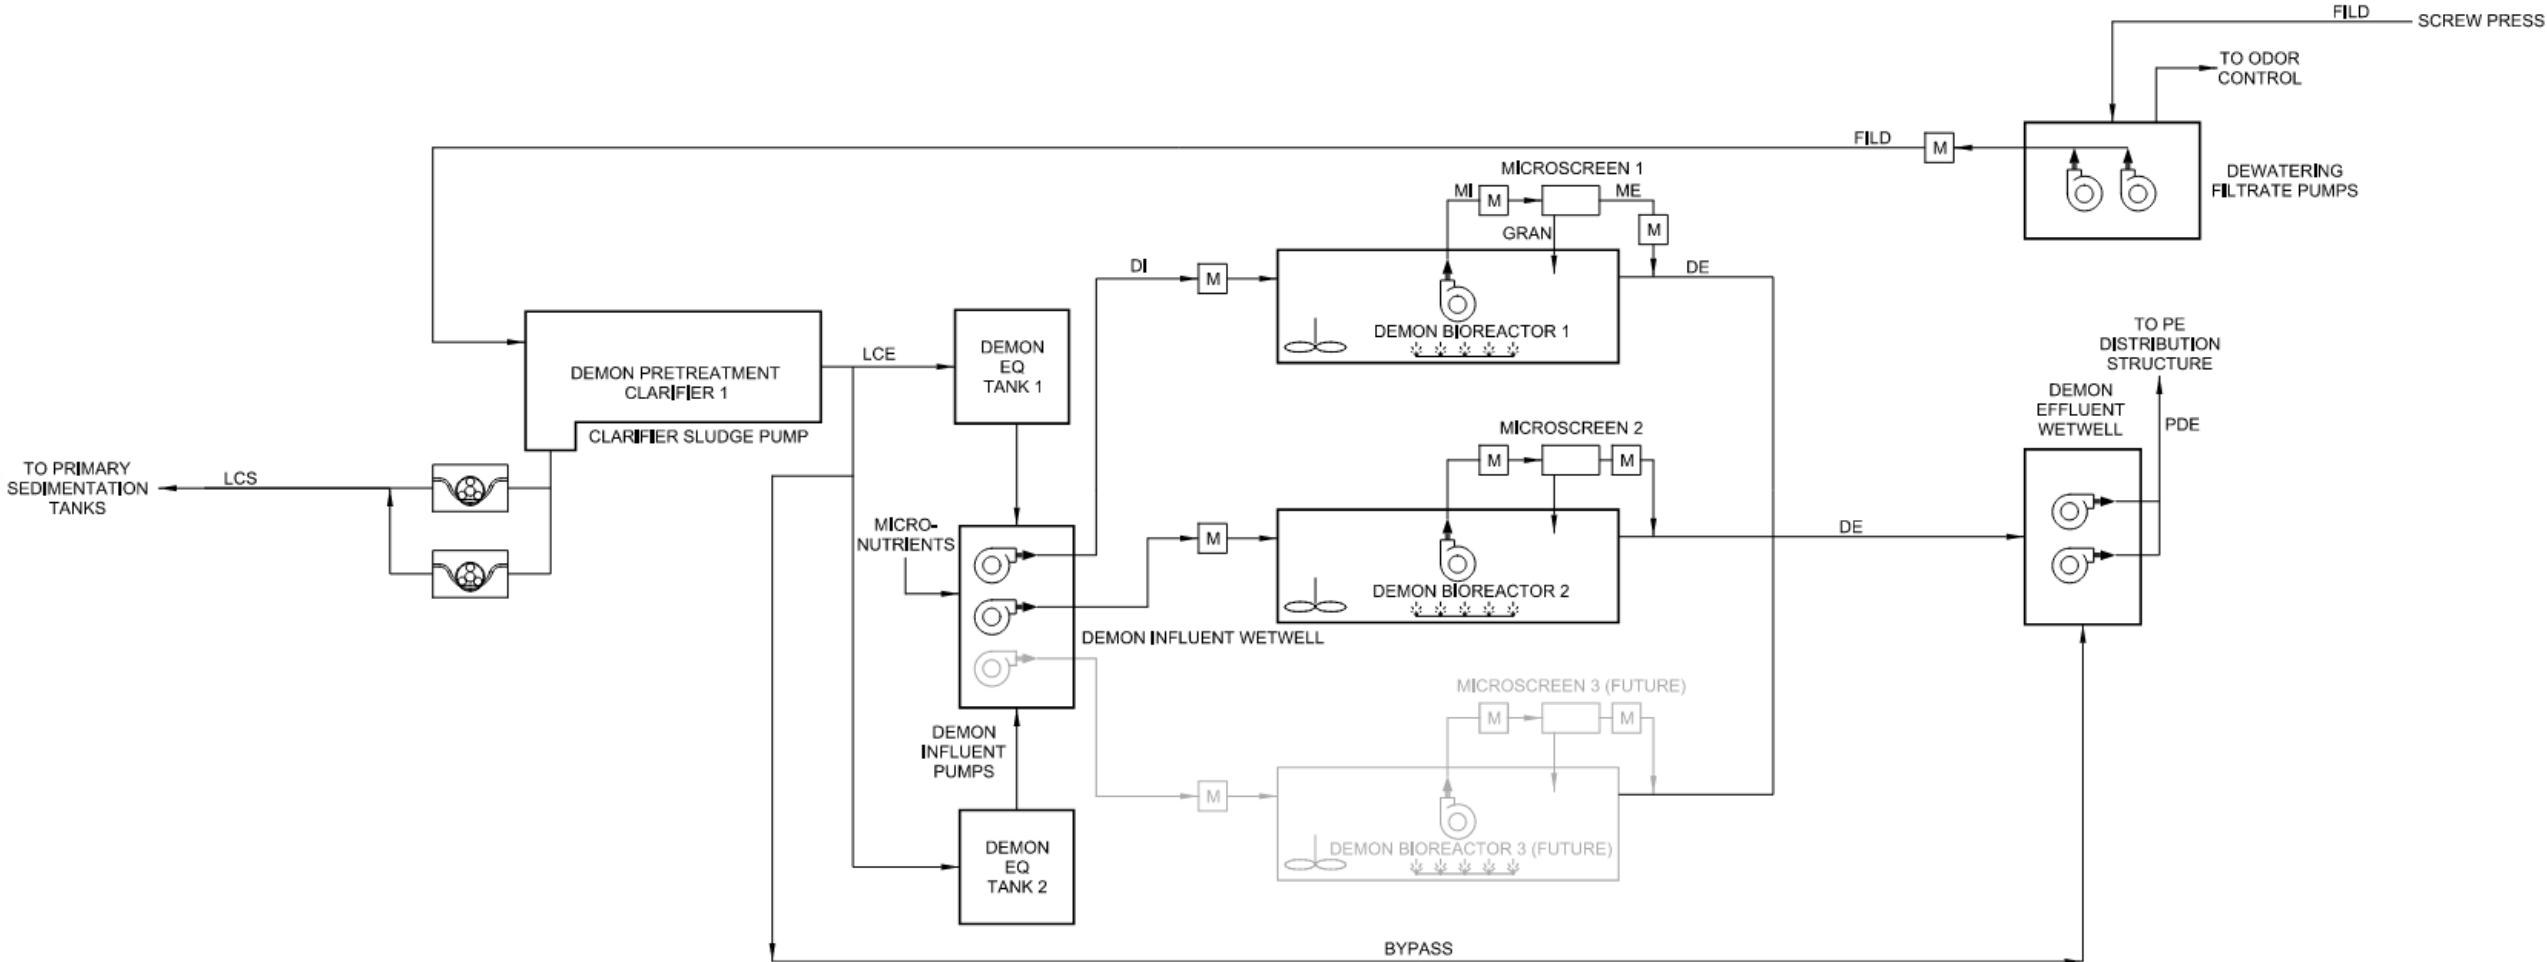 FILD
SCREW PRESS
TO ODOR
CONTROL
FILD
M
DEWATERING
FILTRATE PUMPS
MICROSCREEN 1
MI
M
ME
M
GRAN
DI
M
DE
DEMON BIOREACTOR 1
DEMON PRETREATMENT
CLARIFIER 1
CLARIFIER SLUDGE PUMP
LCE
DEMON
EQ
TANK 1
TO PRIMARY
SEDIMENTATION
TANKS
LCS
MICRO-
NUTRIENTS
MICROSCREEN 2
M
M
M
DE
DEMON BIOREACTOR 2
TO PE
DISTRIBUTION
STRUCTURE
DEMON
EFFLUENT
WETWELL
PDE
DEMON INFLUENT WETWELL
DEMON
INFLUENT
PUMPS
MICROSCREEN 3 (FUTURE)
M
M
M
DEMON BIOREACTOR 3 (FUTURE)
DEMON
EQ
TANK 2
BYPASS